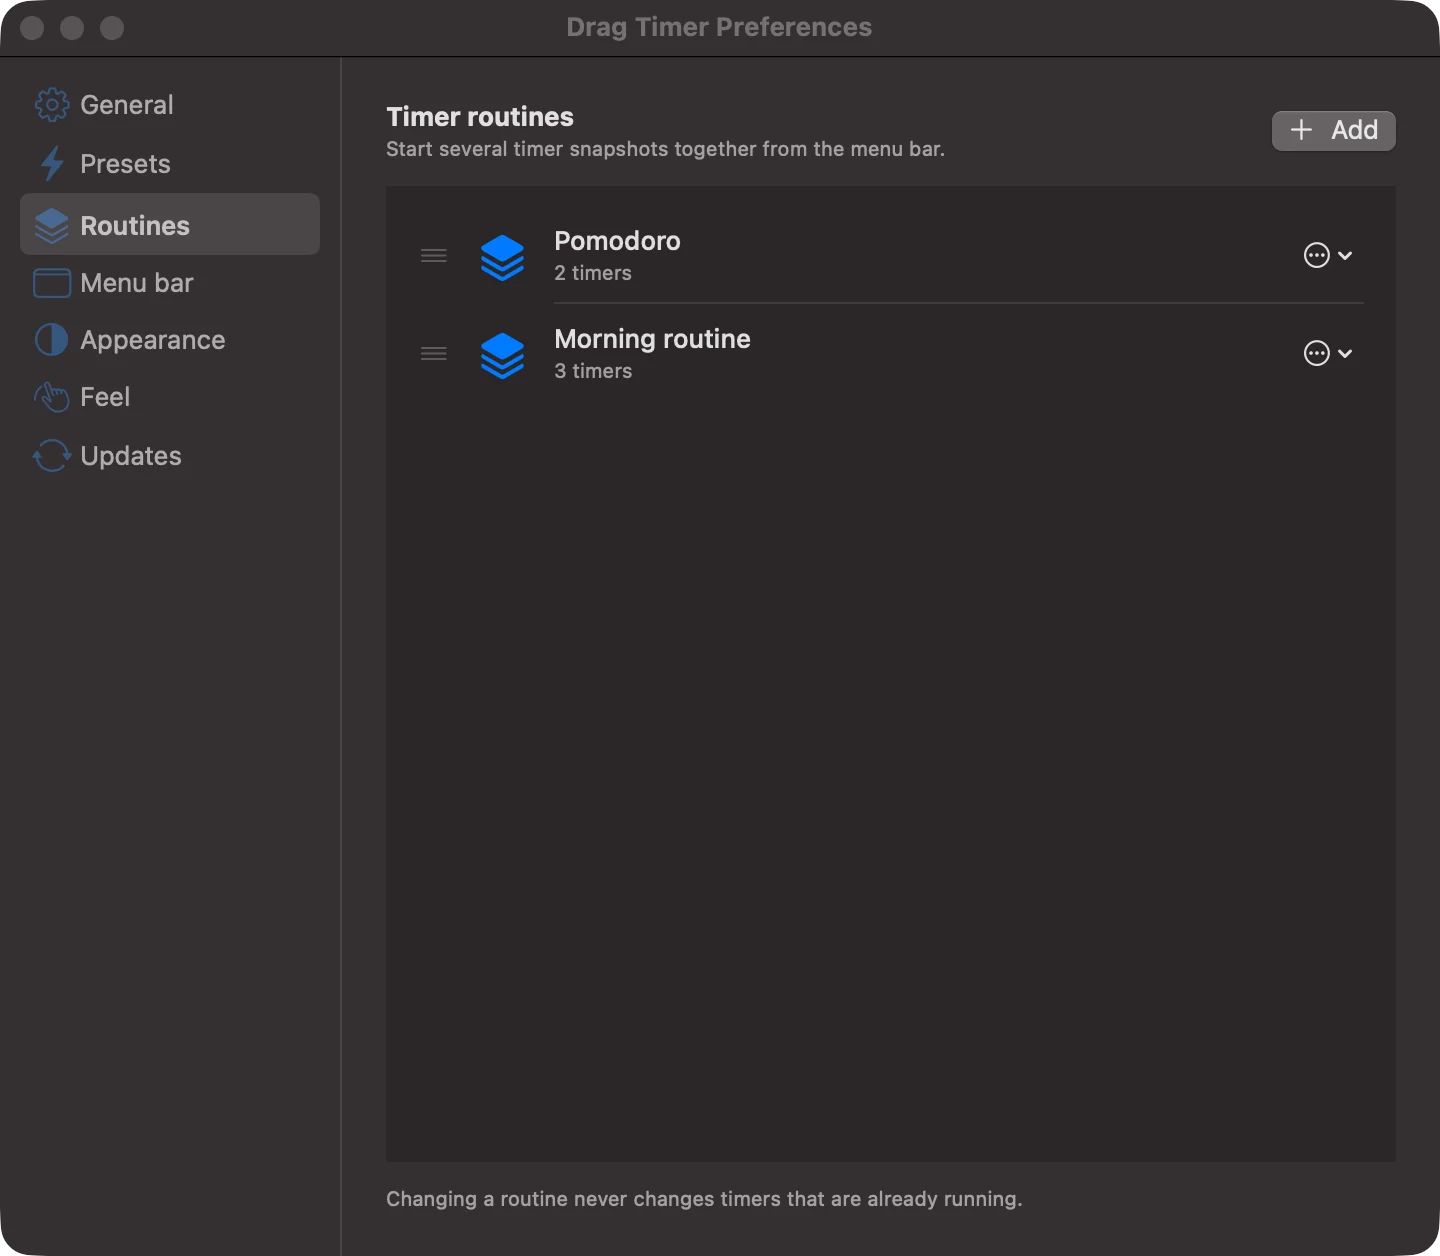 Drag Timer Preferences
General
Presets
Routines
Menu bar
Appearance
Feel
Updates
Timer routines
Start several timer snapshots together from the menu bar.
Add
Pomodoro
2 timers
Morning routine
3 timers
Changing a routine never changes timers that are already running.